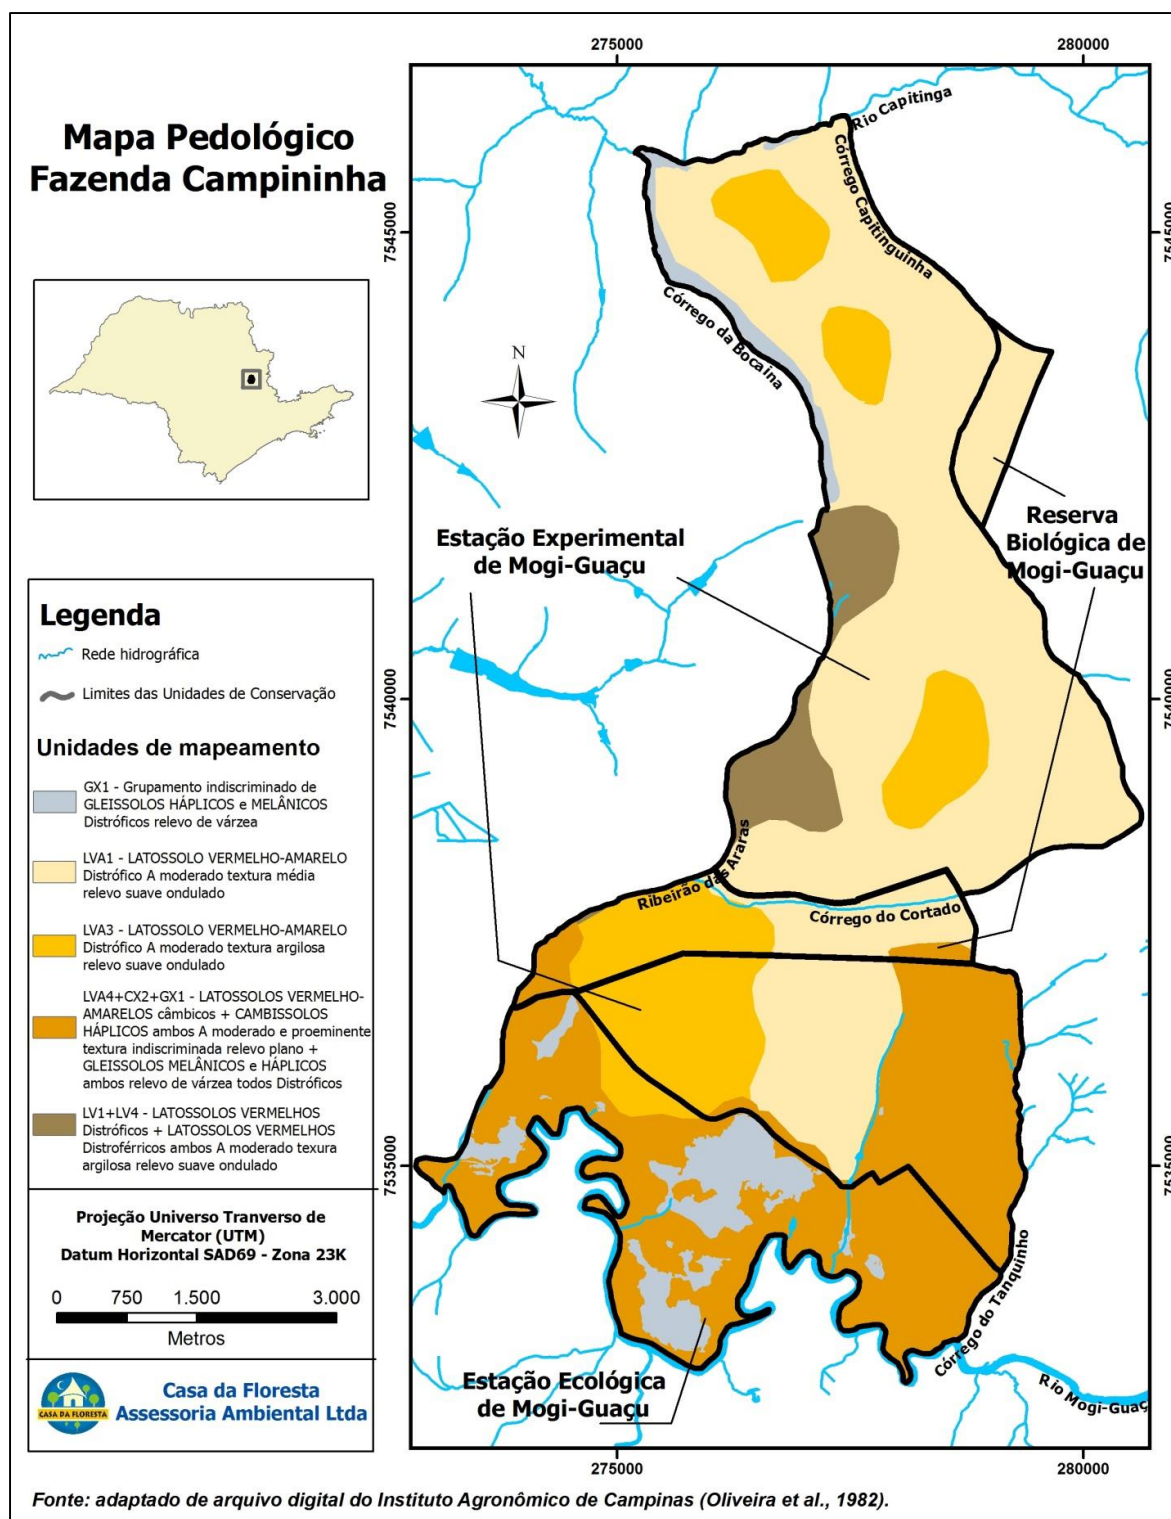 Mapa Pedológico
Fazenda Campininha
Legenda
Rede hidrográfica
Limites das Unidades de Conservação
Unidades de mapeamento
GX1 - Grupamento indiscriminado de
GLEISSOLOS HÁPLICOS e MELÂNICOS
Distróficos relevo de várzea
LVA1 - LATOSSOLO VERMELHO-AMARELO
Distrófico A moderado textura média
relevo suave ondulado
LVA3 - LATOSSOLO VERMELHO-AMARELO
Distrófico A moderado textura argilosa
relevo suave ondulado
LVA4+CX2+GX1 - LATOSSOLOS VERMELHO-
AMARELOS câmbicos + CAMBISSOLOS
HÁPLICOS ambos A moderado e proeminente
textura indiscriminada relevo plano +
GLEISSOLOS MELÂNICOS e HÁPLICOS
ambos relevo de várzea todos Distróficos
LV1+LV4 - LATOSSOLOS VERMELHOS
Distróficos + LATOSSOLOS VERMELHOS
Distroférricos ambos A moderado texura
argilosa relevo suave ondulado
Projeção Universo Tranverso de
Mercator (UTM)
Datum Horizontal SAD69 - Zona 23K
0 750 1.500 3.000
Metros
CASA DA FLORESTA
Casa da Floresta
Assessoria Ambiental Ltda
275000 280000
7545000 7545000
7540000 7540000
7535000 7535000
275000 280000
N
Rio Capitinga
Córrego Capitinguinha
Córrego da Bocaina
Estação Experimental
de Mogi-Guaçu
Reserva
Biológica de
Mogi-Guaçu
Ribeirão das Araras
Córrego do Cortado
Córrego do Tanquinho
Rio Mogi-Guaç
Estação Ecológica
de Mogi-Guaçu
Fonte: adaptado de arquivo digital do Instituto Agronômico de Campinas (Oliveira et al., 1982).